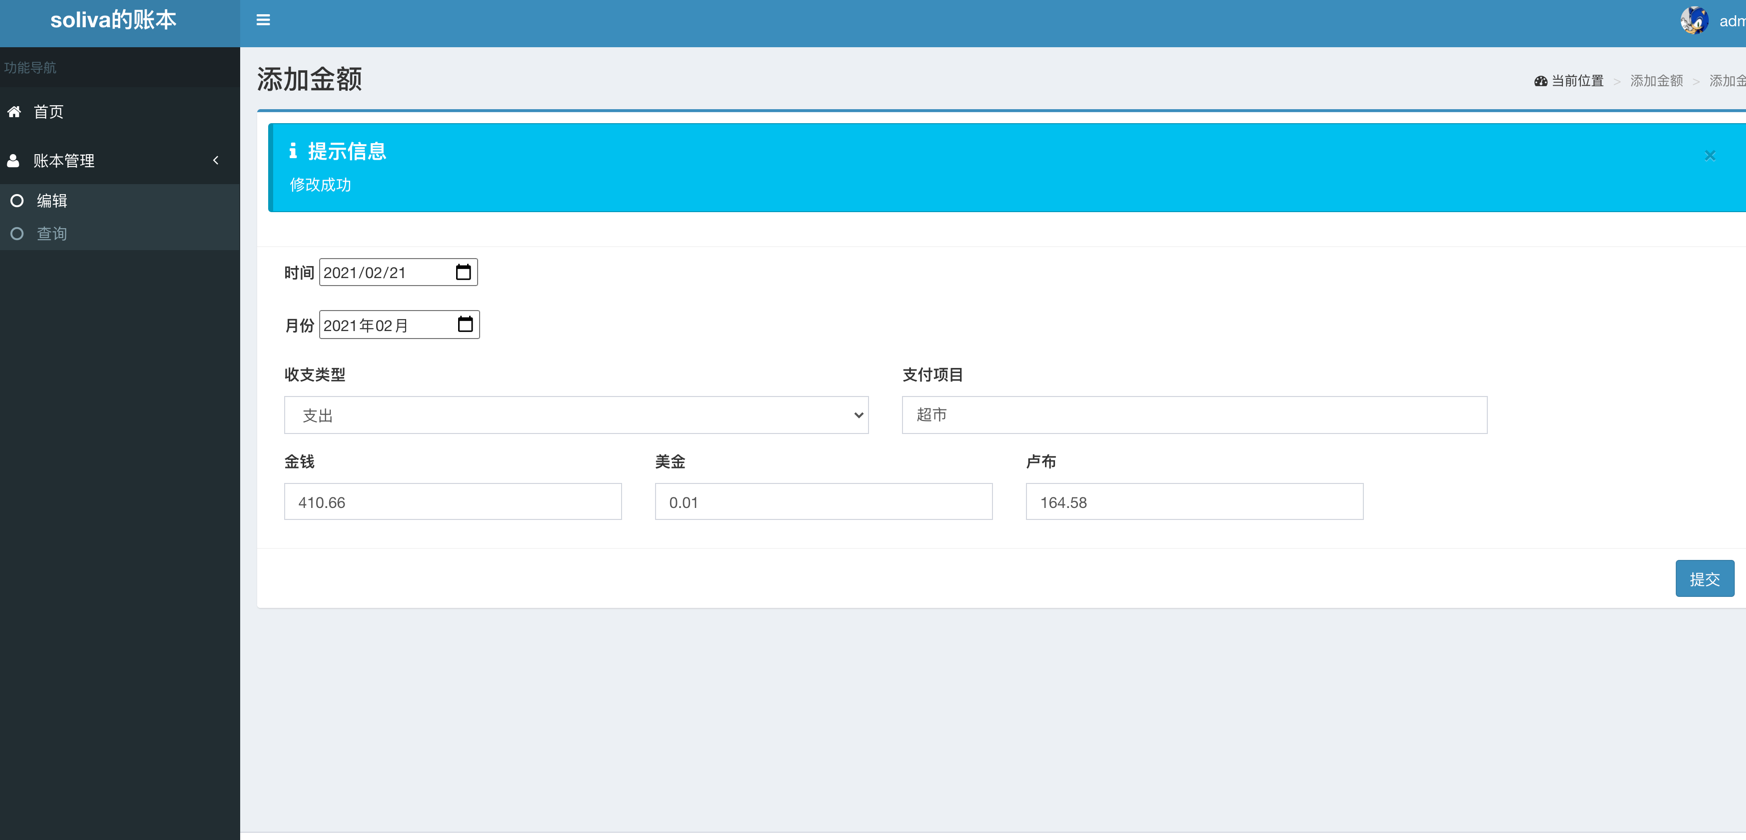 soliva的账本
adm
功能导航
首页
账本管理
编辑
查询
添加金额
当前位置 > 添加金额 > 添加金
提示信息
×
修改成功
时间 2021/02/21
月份 2021年02月
收支类型 支付项目
支出 超市
金钱 美金 卢布
410.66 0.01 164.58
提交